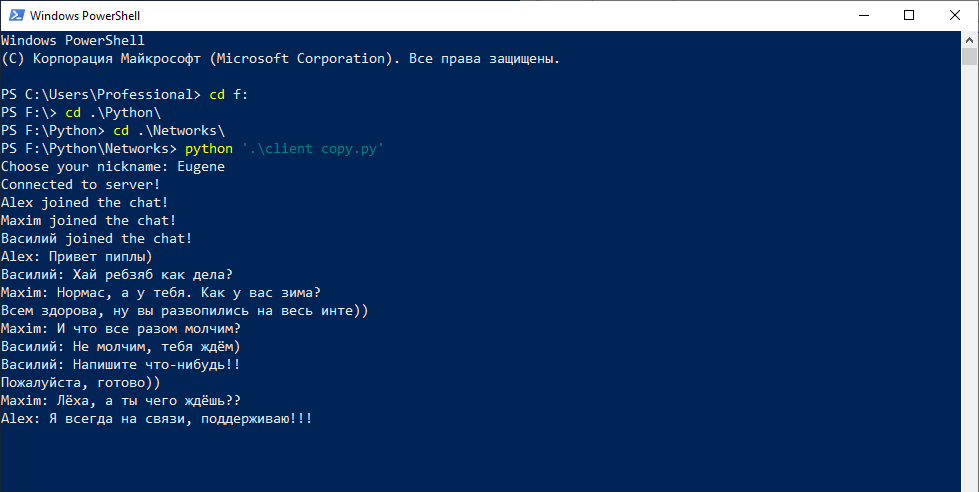 Windows PowerShell
Windows PowerShell
(C) Корпорация Майкрософт (Microsoft Corporation). Все права защищены.
PS C:\Users\Professional> cd f:
PS F:\> cd .\Python\
PS F:\Python> cd .\Networks\
PS F:\Python\Networks> python '.\client copy.py'
Choose your nickname: Eugene
Connected to server!
Alex joined the chat!
Maxim joined the chat!
Василий joined the chat!
Alex: Привет пиплы)
Василий: Хай ребзяб как дела?
Maxim: Нормас, а у тебя. Как у вас зима?
Всем здорова, ну вы развопились на весь инте))
Maxim: И что все разом молчим?
Василий: Не молчим, тебя ждём)
Василий: Напишите что-нибудь!!
Пожалуйста, готово))
Maxim: Лёха, а ты чего ждёшь??
Alex: Я всегда на связи, поддерживаю!!!